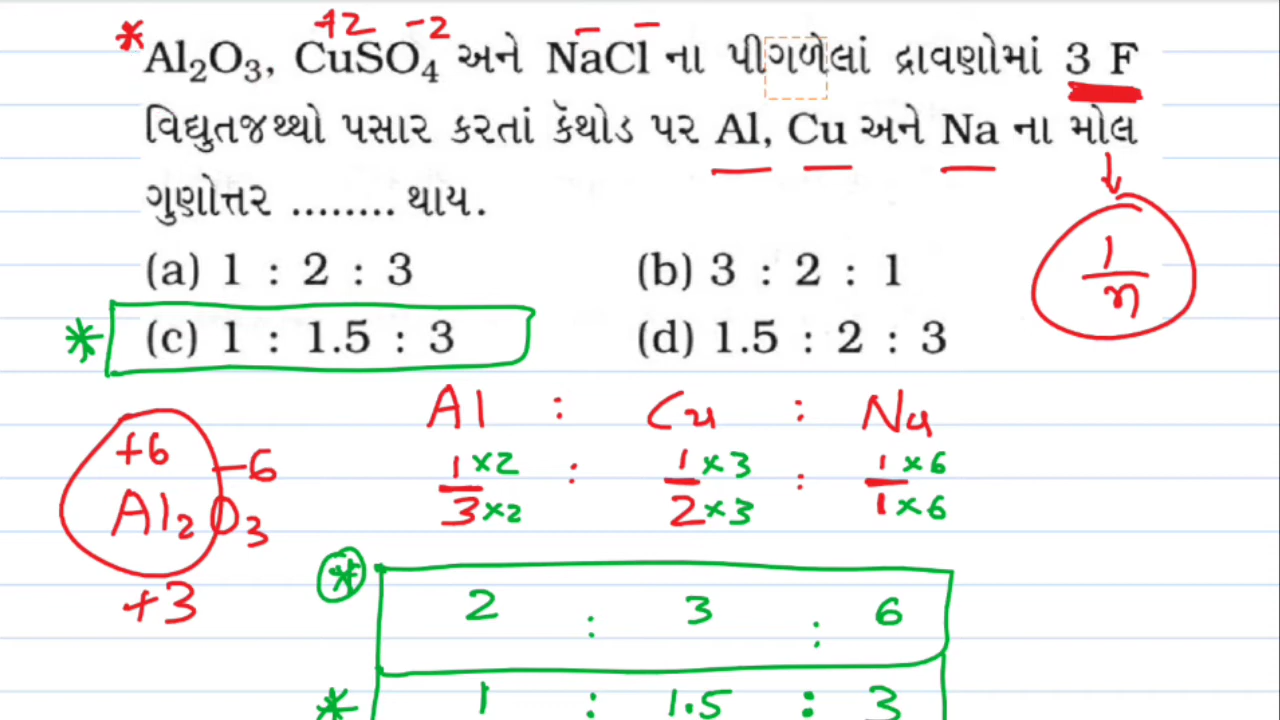 +2 -2 – –
* Al₂O₃, CuSO₄ અને NaCl ના પીગળેલાં દ્રાવણોમાં 3 F
વિદ્યુતજથ્થો પસાર કરતાં કૅથોડ પર Al, Cu અને Na ના મોલ
ગુણોત્તર ........ થાય.
(a) 1 : 2 : 3 (b) 3 : 2 : 1
1/n
* (c) 1 : 1.5 : 3 (d) 1.5 : 2 : 3
Al : Cu : Na
+6 -6
Al₂O₃
+3
1×2/3×2 : 1×3/2×3 : 1×6/1×6
* 2 : 3 : 6
* 1 : 1.5 : 3